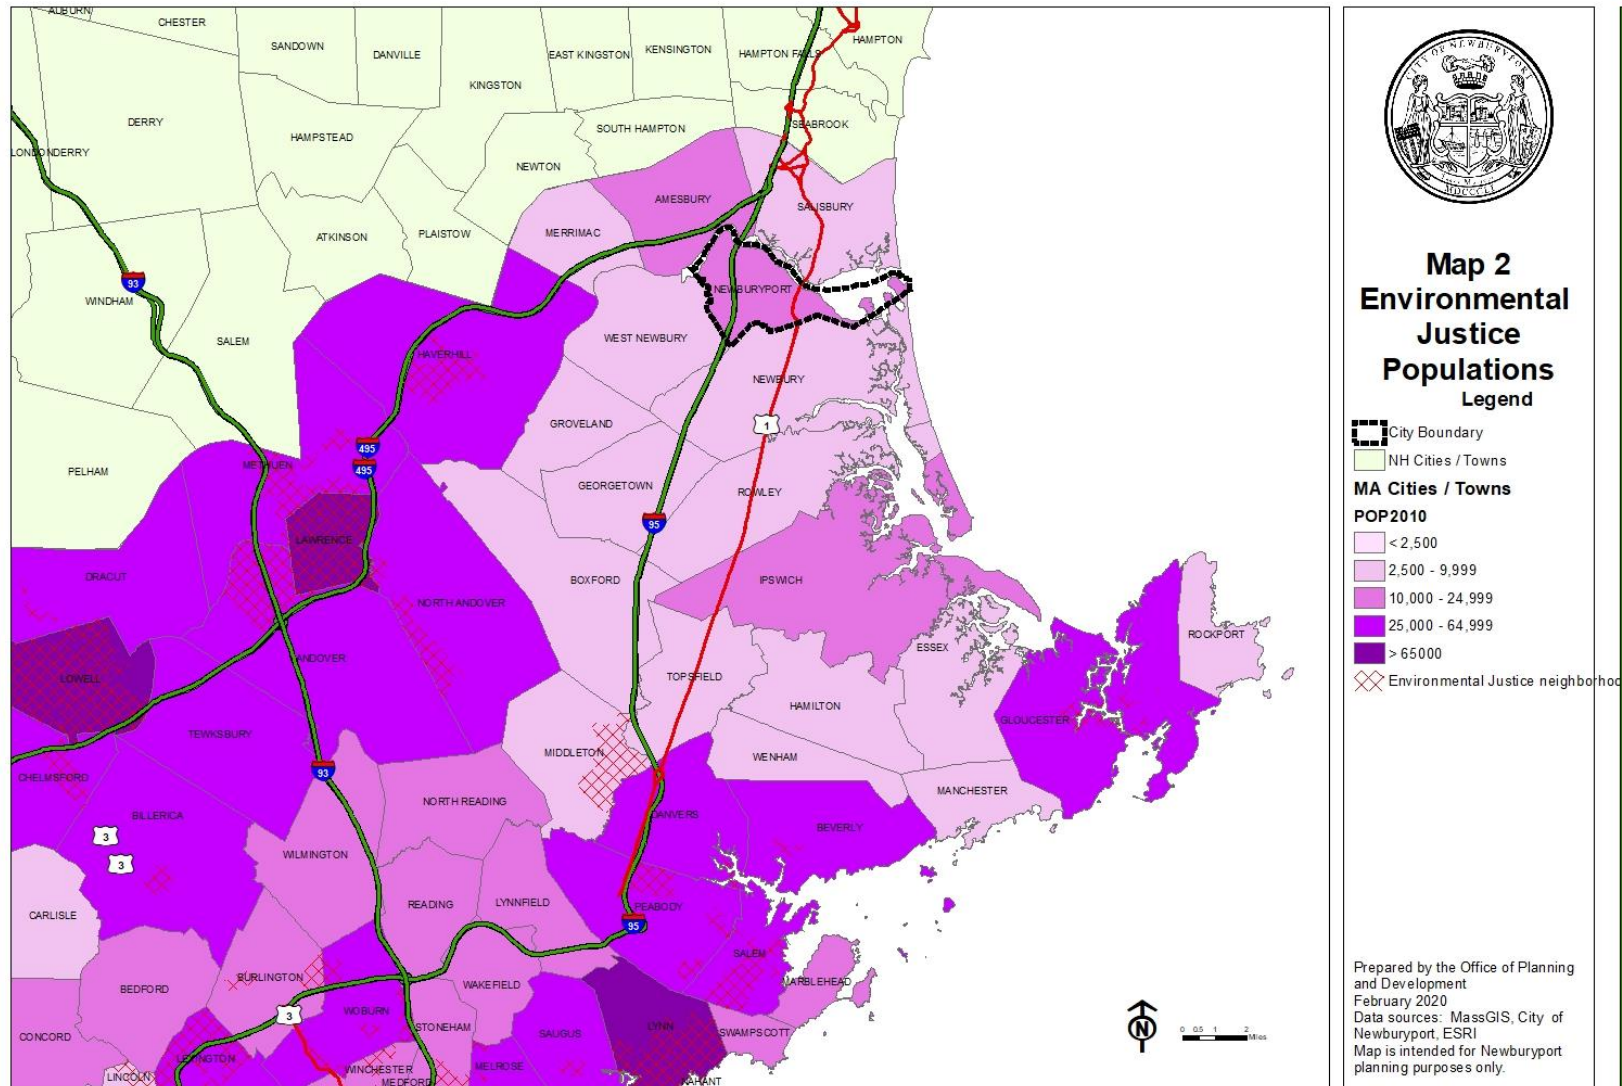 AUBURN
CHESTER
SANDOWN
DANVILLE
EAST KINGSTON
KENSINGTON
HAMPTON FALLS
HAMPTON
KINGSTON
DERRY
HAMPSTEAD
SOUTH HAMPTON
SEABROOK
LONDONDERRY
NEWTON
AMESBURY
SALISBURY
ATKINSON
PLAISTOW
MERRIMAC
93
WINDHAM
NEWBURYPORT
SALEM
WEST NEWBURY
HAVERHILL
NEWBURY
GROVELAND
1
495
495
PELHAM
METHUEN
GEORGETOWN
ROWLEY
95
LAWRENCE
DRACUT
BOXFORD
IPSWICH
NORTH ANDOVER
ROCKPORT
ESSEX
ANDOVER
LOWELL
TOPSFIELD
HAMILTON
GLOUCESTER
TEWKSBURY
MIDDLETON
WENHAM
CHELMSFORD
93
MANCHESTER
NORTH READING
BILLERICA
DANVERS
BEVERLY
3
3
WILMINGTON
CARLISLE
READING
LYNNFIELD
PEABODY
95
SALEM
BURLINGTON
MARBLEHEAD
BEDFORD
WAKEFIELD
3
WOBURN
STONEHAM
SAUGUS
LYNN
SWAMPSCOTT
CONCORD
LEXINGTON
WINCHESTER
MELROSE
LINCOLN
MEDFORD
NAHANT
N
0 0.5 1 2
Miles
CITY OF NEWBURYPORT
MDCCCLI
Map 2
Environmental
Justice
Populations
Legend
City Boundary
NH Cities / Towns
MA Cities / Towns
POP2010
< 2,500
2,500 - 9,999
10,000 - 24,999
25,000 - 64,999
> 65000
Environmental Justice neighborhoo
Prepared by the Office of Planning
and Development
February 2020
Data sources: MassGIS, City of
Newburyport, ESRI
Map is intended for Newburyport
planning purposes only.